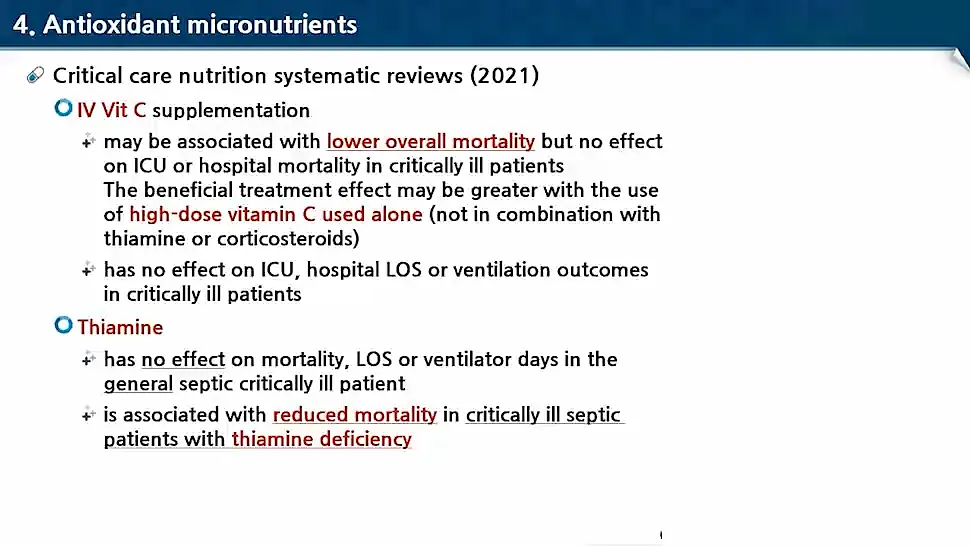 4. Antioxidant micronutrients
Critical care nutrition systematic reviews (2021)
IV Vit C supplementation
may be associated with lower overall mortality but no effect
on ICU or hospital mortality in critically ill patients
The beneficial treatment effect may be greater with the use
of high-dose vitamin C used alone (not in combination with
thiamine or corticosteroids)
has no effect on ICU, hospital LOS or ventilation outcomes
in critically ill patients
Thiamine
has no effect on mortality, LOS or ventilator days in the
general septic critically ill patient
is associated with reduced mortality in critically ill septic
patients with thiamine deficiency